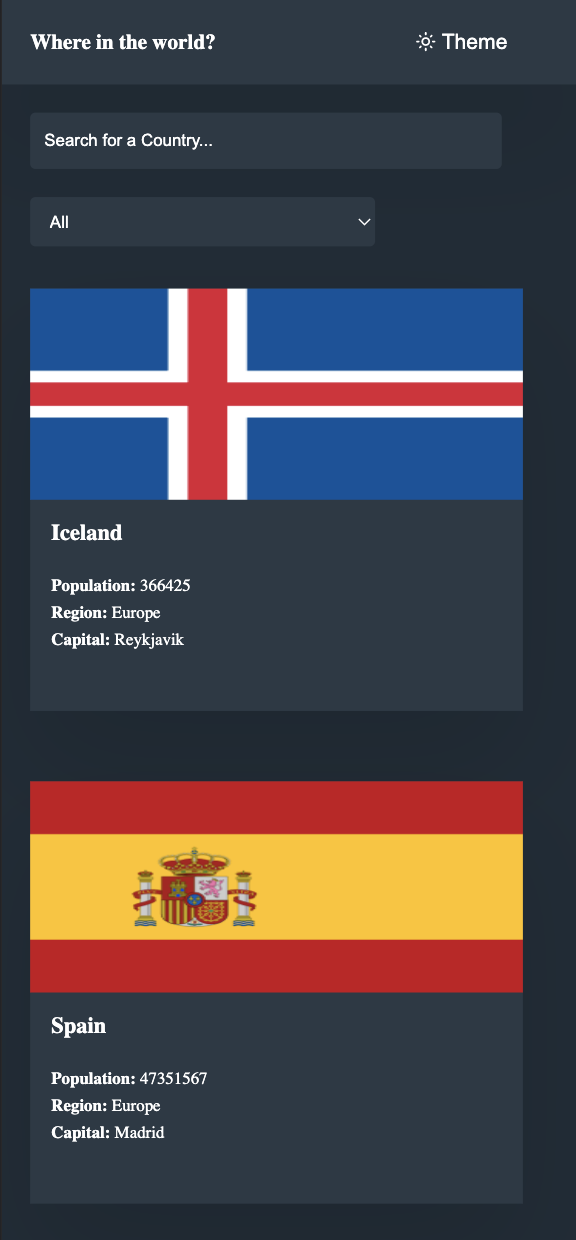 Where in the world?
Theme
Search for a Country...
All
Iceland
Population: 366425
Region: Europe
Capital: Reykjavik
Spain
Population: 47351567
Region: Europe
Capital: Madrid